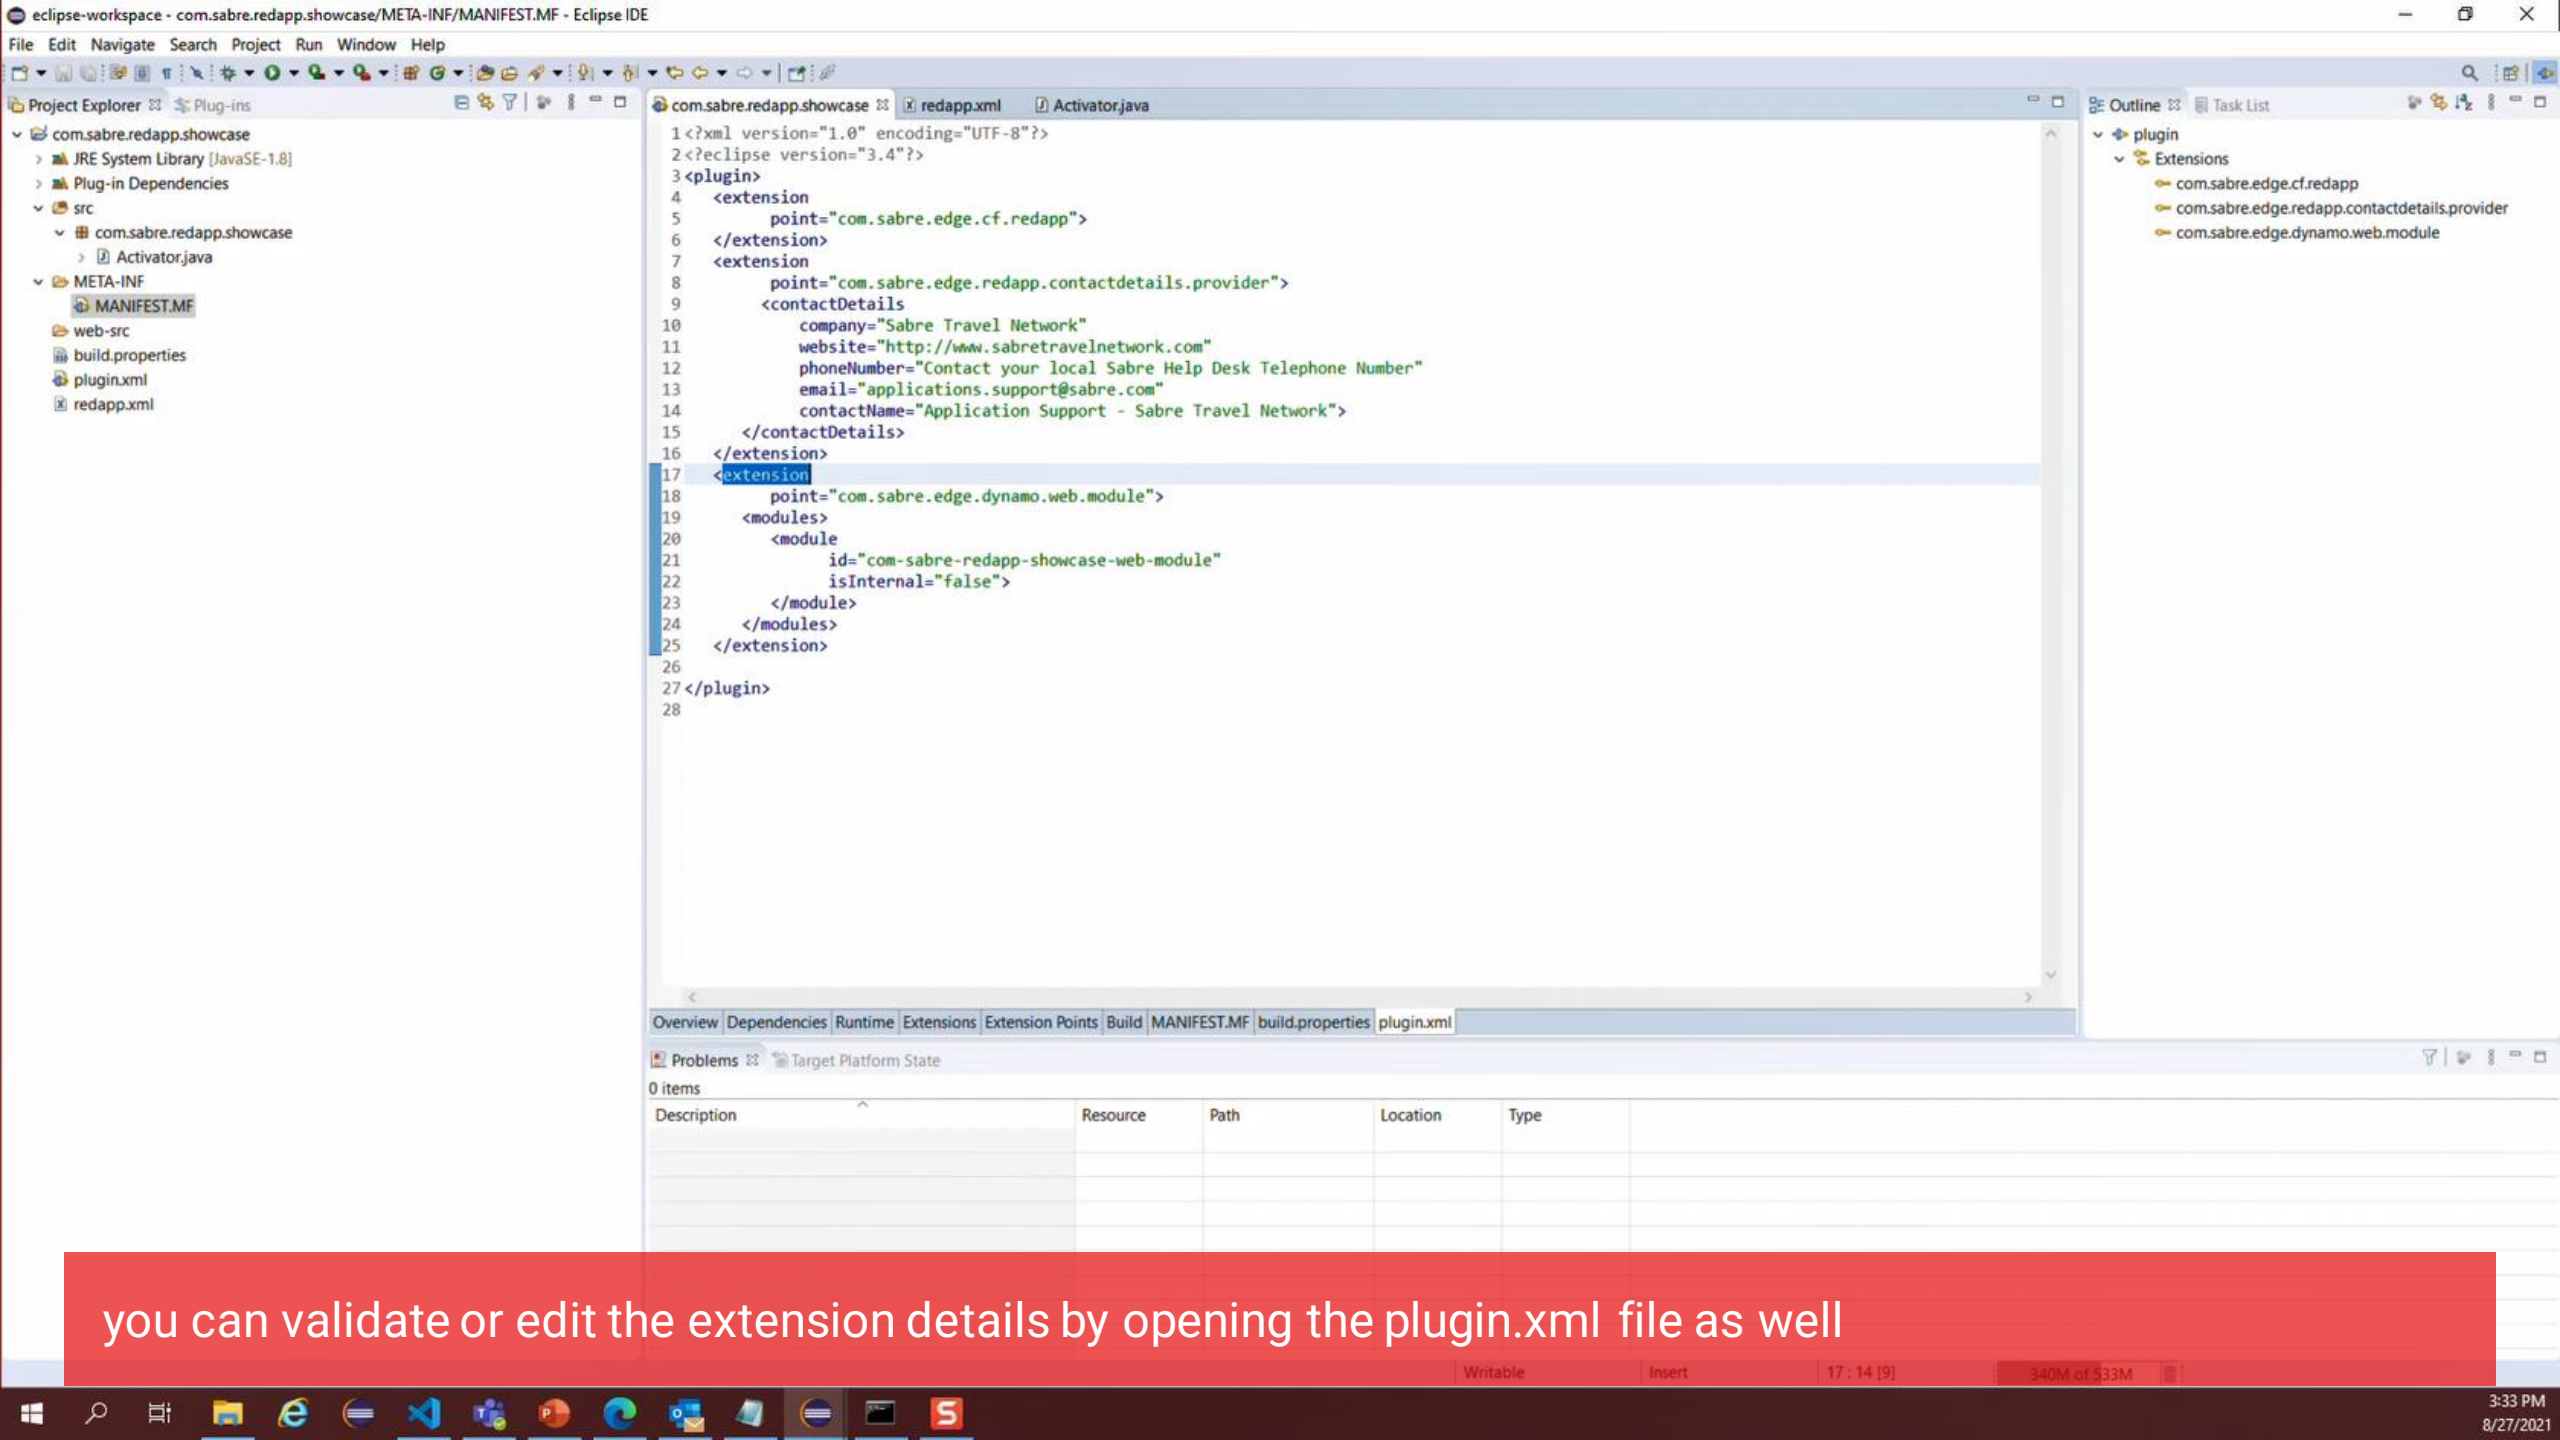 eclipse-workspace - com.sabre.redapp.showcase/META-INF/MANIFEST.MF - Eclipse IDE
File Edit Navigate Search Project Run Window Help
Project Explorer Plug-ins
com.sabre.redapp.showcase
JRE System Library [JavaSE-1.8]
Plug-in Dependencies
src
com.sabre.redapp.showcase
Activator.java
META-INF
MANIFEST.MF
web-src
build.properties
plugin.xml
redapp.xml
com.sabre.redapp.showcase redapp.xml Activator.java
1 <?xml version="1.0" encoding="UTF-8"?>
2 <?eclipse version="3.4"?>
3 <plugin>
4 <extension
5 point="com.sabre.edge.cf.redapp">
6 </extension>
7 <extension
8 point="com.sabre.edge.redapp.contactdetails.provider">
9 <contactDetails
10 company="Sabre Travel Network"
11 website="http://www.sabretravelnetwork.com"
12 phoneNumber="Contact your local Sabre Help Desk Telephone Number"
13 email="applications.support@sabre.com"
14 contactName="Application Support - Sabre Travel Network">
15 </contactDetails>
16 </extension>
17 <extension
18 point="com.sabre.edge.dynamo.web.module">
19 <modules>
20 <module
21 id="com-sabre-redapp-showcase-web-module"
22 isInternal="false">
23 </module>
24 </modules>
25 </extension>
26
27 </plugin>
28
Overview Dependencies Runtime Extensions Extension Points Build MANIFEST.MF build.properties plugin.xml
Outline Task List
plugin
Extensions
com.sabre.edge.cf.redapp
com.sabre.edge.redapp.contactdetails.provider
com.sabre.edge.dynamo.web.module
Problems Target Platform State
0 items
Description Resource Path Location Type
you can validate or edit the extension details by opening the plugin.xml file as well
Writable Insert 17 : 14 [9] 340M of 533M
3:33 PM
8/27/2021